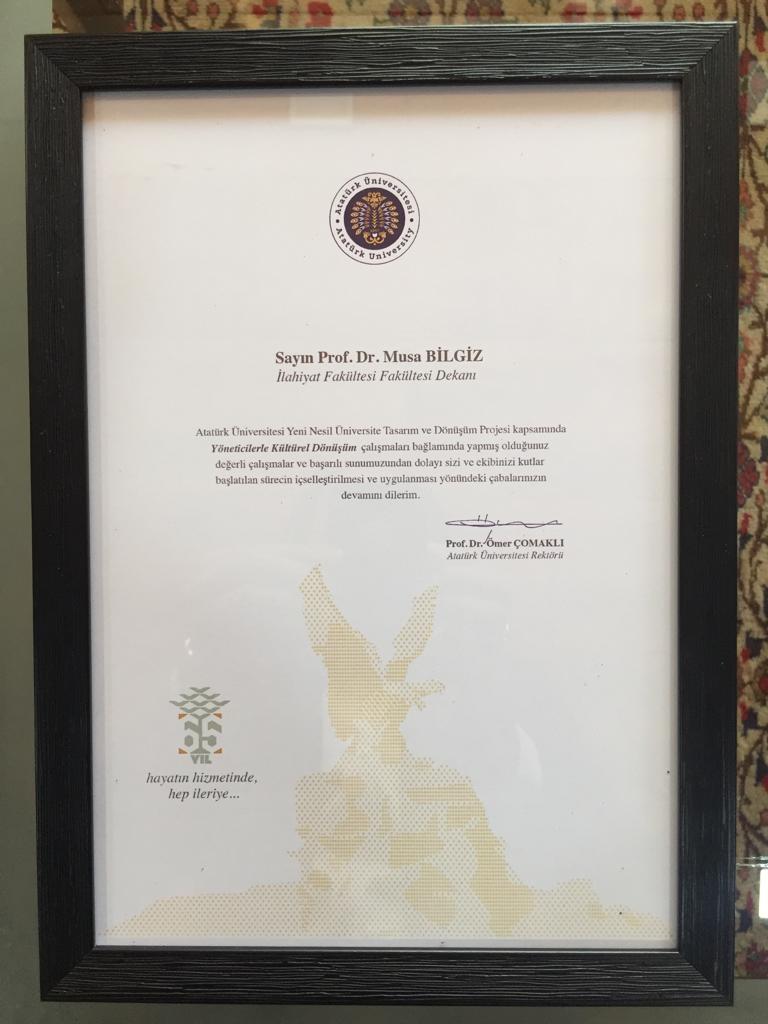 Atatürk Üniversitesi
Atatürk University
Sayın Prof. Dr. Musa BİLGİZ
İlahiyat Fakültesi Fakültesi Dekanı
Atatürk Üniversitesi Yeni Nesil Üniversite Tasarım ve Dönüşüm Projesi kapsamında
Yöneticilerle Kültürel Dönüşüm çalışmaları bağlamında yapmış olduğunuz
değerli çalışmalar ve başarılı sunumuzundan dolayı sizi ve ekibinizi kutlar
başlatılan sürecin içselleştirilmesi ve uygulanması yönündeki çabalarınızın
devamını dilerim.
Prof. Dr. Ömer ÇOMAKLI
Atatürk Üniversitesi Rektörü
YIL
hayatın hizmetinde,
hep ileriye...